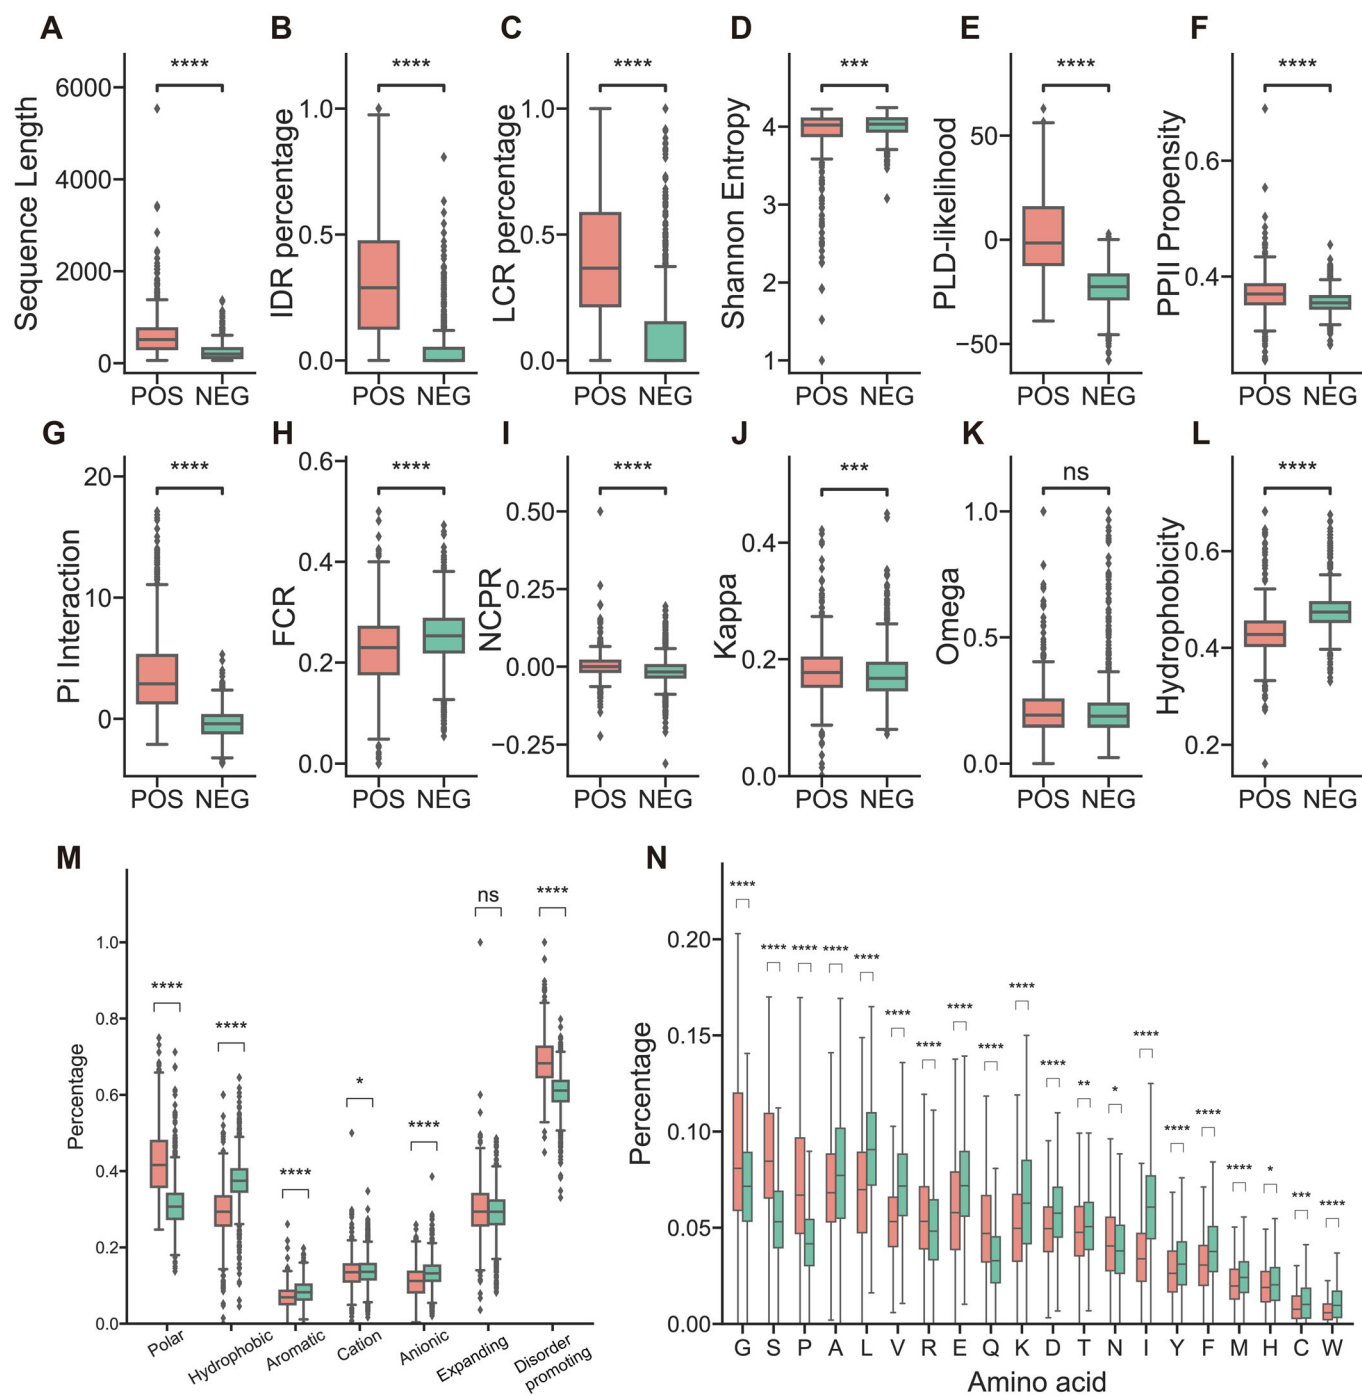 A
****
Sequence Length
6000
4000
2000
0
POS NEG
B
****
IDR percentage
1.0
0.5
0.0
POS NEG
C
****
LCR percentage
1.0
0.5
0.0
POS NEG
D
***
Shannon Entropy
4
3
2
1
POS NEG
E
****
PLD-likelihood
50
0
−50
POS NEG
F
****
PPII Propensity
0.6
0.4
POS NEG
G
****
Pi Interaction
20
10
0
POS NEG
H
****
FCR
0.6
0.4
0.2
0.0
POS NEG
I
****
NCPR
0.50
0.25
0.00
−0.25
POS NEG
J
***
Kappa
0.4
0.2
0.0
POS NEG
K
ns
Omega
1.0
0.5
0.0
POS NEG
L
****
Hydrophobicity
0.6
0.4
0.2
POS NEG
M
Percentage
1.0
0.8
0.6
0.4
0.2
0.0
****
****
****
*
****
ns
****
Polar
Hydrophobic
Aromatic
Cation
Anionic
Expanding
Disorder
promoting
N
Percentage
0.20
0.15
0.10
0.05
0.00
**** **** **** **** **** **** **** **** **** **** **** ** * **** **** **** **** * *** ****
G S P A L V R E Q K D T N I Y F M H C W
Amino acid